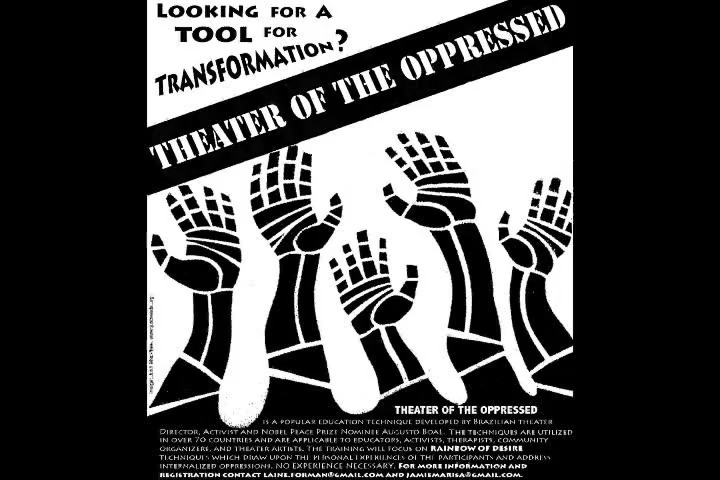 LOOKING FOR A
TOOL FOR
TRANSFORMATION?
THEATER OF THE OPPRESSED
THEATER OF THE OPPRESSED
IS A POPULAR EDUCATION TECHNIQUE DEVELOPED BY BRAZILIAN THEATER
DIRECTOR, ACTIVIST AND NOBEL PEACE PRIZE NOMINEE AUGUSTO BOAL. THE TECHNIQUES ARE UTILIZED
IN OVER 70 COUNTRIES AND ARE APPLICABLE TO EDUCATORS, ACTIVISTS, THERAPISTS, COMMUNITY
ORGANIZERS, AND THEATER ARTISTS. THE TRAINING WILL FOCUS ON RAINBOW OF DESIRE
TECHNIQUES WHICH DRAW UPON THE PERSONAL EXPERIENCES OF THE PARTICIPANTS AND ADDRESS
INTERNALIZED OPPRESSIONS. NO EXPERIENCE NECESSARY. FOR MORE INFORMATION AND
REGISTRATION CONTACT LAINE.FORMAN@GMAIL.COM AND JAMIEMARISA@GMAIL.COM.